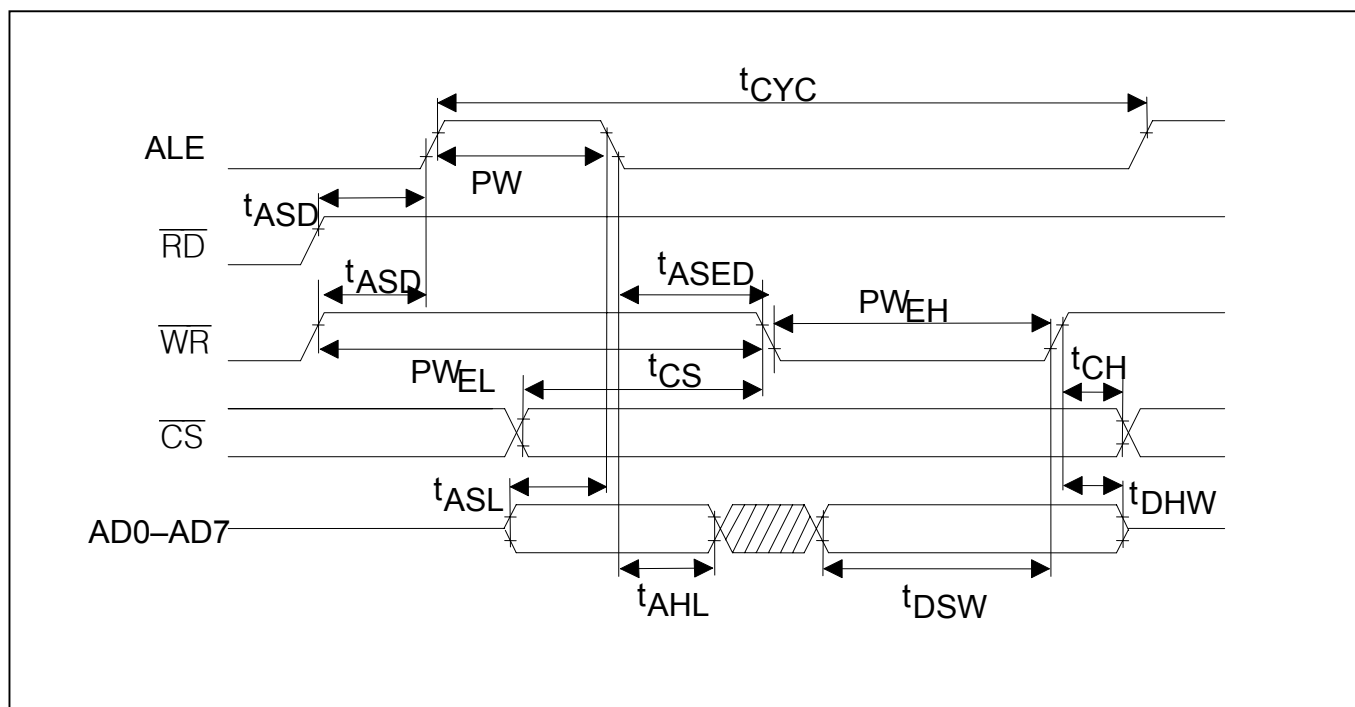 tCYC
ALE
PW
tASD
RD
tASD
tASED
PWEH
WR
PWEL
tCS
tCH
CS
tASL
tDHW
AD0–AD7
tAHL
tDSW